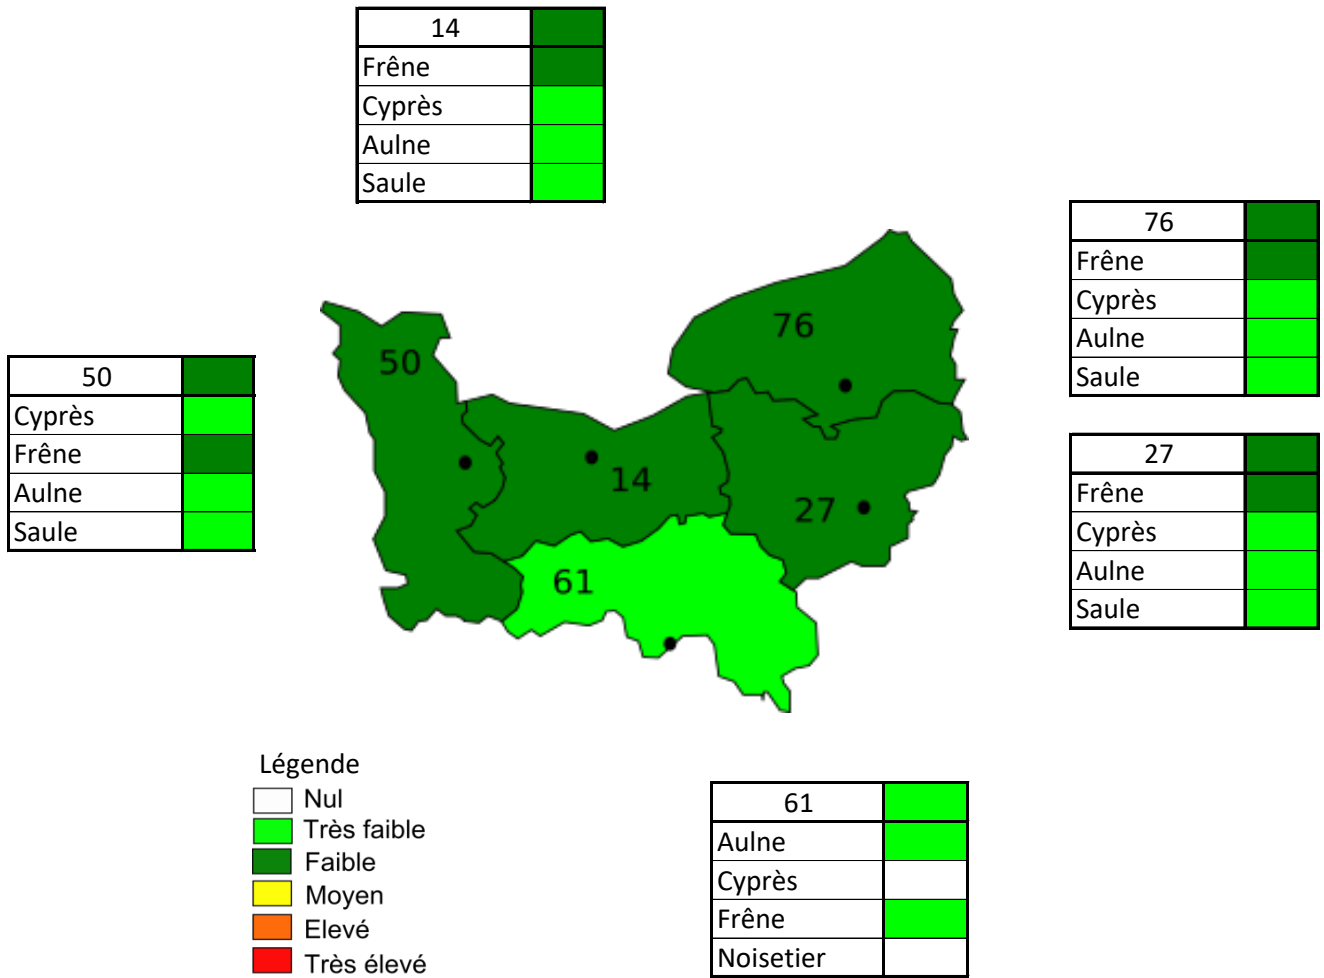 14
Frêne
Cyprès
Aulne
Saule
76
Frêne
Cyprès
Aulne
Saule
50
Cyprès
Frêne
Aulne
Saule
27
Frêne
Cyprès
Aulne
Saule
76
50
14
27
61
Légende
Nul
Très faible
Faible
Moyen
Elevé
Très élevé
61
Aulne
Cyprès
Frêne
Noisetier